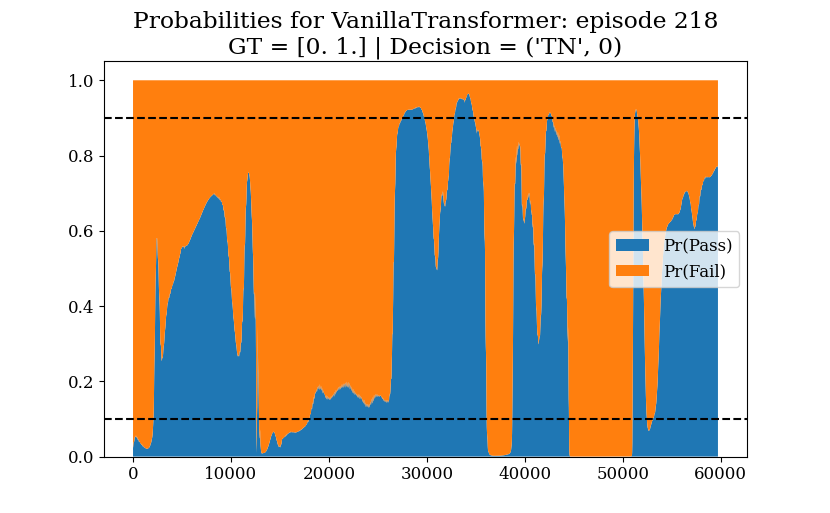 Probabilities for VanillaTransformer: episode 218
GT = [0. 1.] | Decision = ('TN', 0)
1.0
0.8
0.6
0.4
0.2
0.0
Pr(Pass)
Pr(Fail)
0 10000 20000 30000 40000 50000 60000